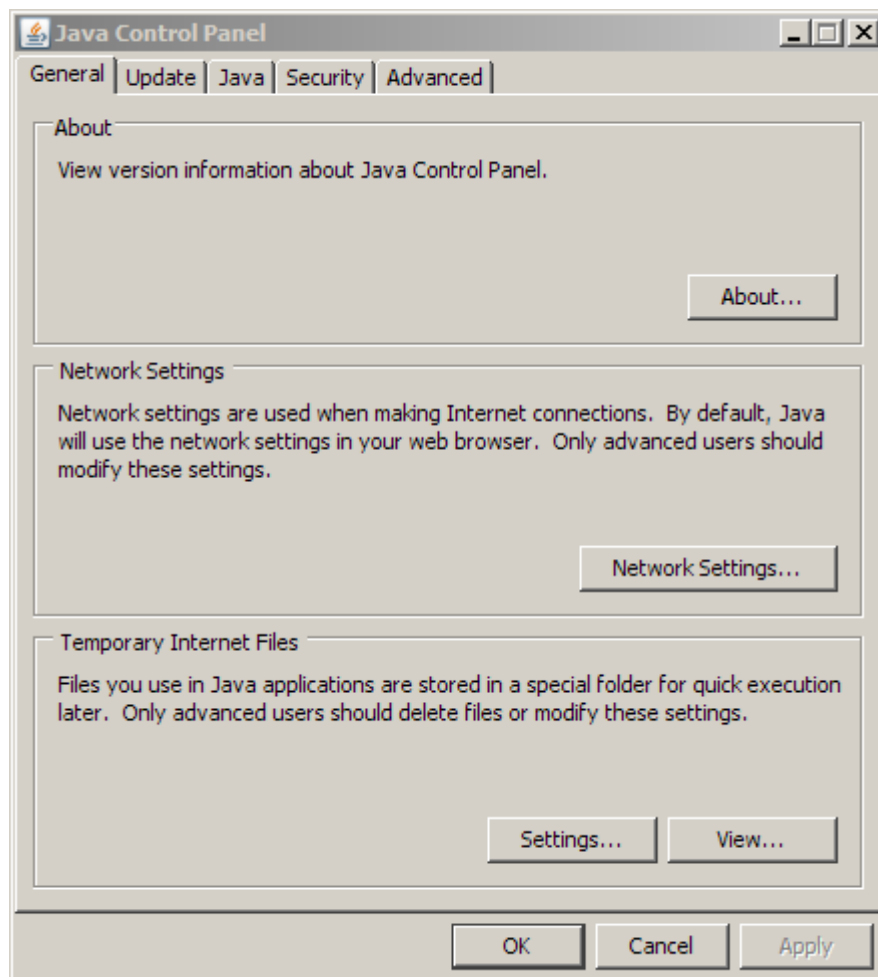 Java Control Panel
General Update Java Security Advanced
About
View version information about Java Control Panel.
About...
Network Settings
Network settings are used when making Internet connections.  By default, Java
will use the network settings in your web browser.  Only advanced users should
modify these settings.
Network Settings...
Temporary Internet Files
Files you use in Java applications are stored in a special folder for quick execution
later.  Only advanced users should delete files or modify these settings.
Settings... View...
OK Cancel Apply